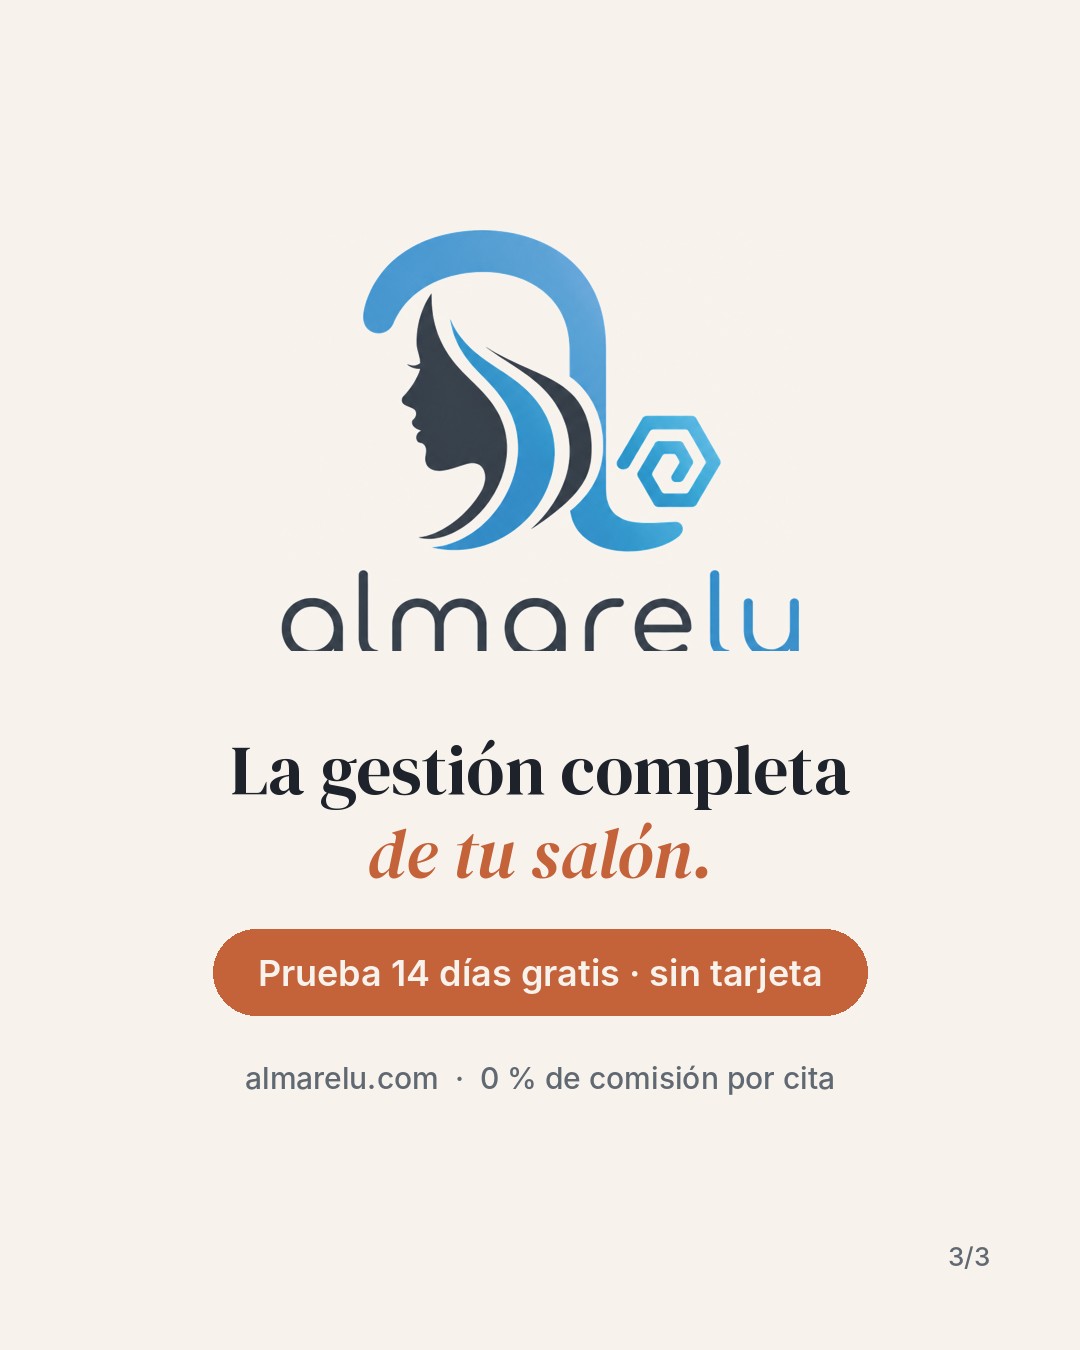 almarelu
La gestión completa
de tu salón.
Prueba 14 días gratis · sin tarjeta
almarelu.com · 0 % de comisión por cita
3/3